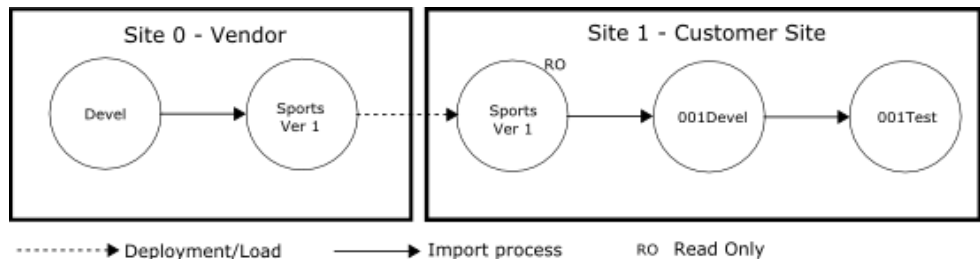 Site 0 - Vendor
Devel
Sports
Ver 1
Site 1 - Customer Site
RO
Sports
Ver 1
001Devel
001Test
Deployment/Load
Import process
RO Read Only